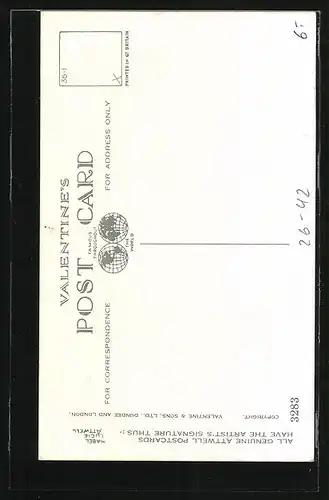 VALENTINE'S
POST CARD
FAMOUS
THROUGHOUT
THE
WORLD
FOR CORRESPONDENCE
FOR ADDRESS ONLY
36-1
X
PRINTED IN GT BRITAIN
6-
26-42
ALL GENUINE ATTWELL POSTCARDS
HAVE THE ARTIST'S SIGNATURE THUS:-
MABEL
LUCIE
ATTWELL
COPYRIGHT.
VALENTINE & SONS, LTD., DUNDEE AND LONDON.
3283